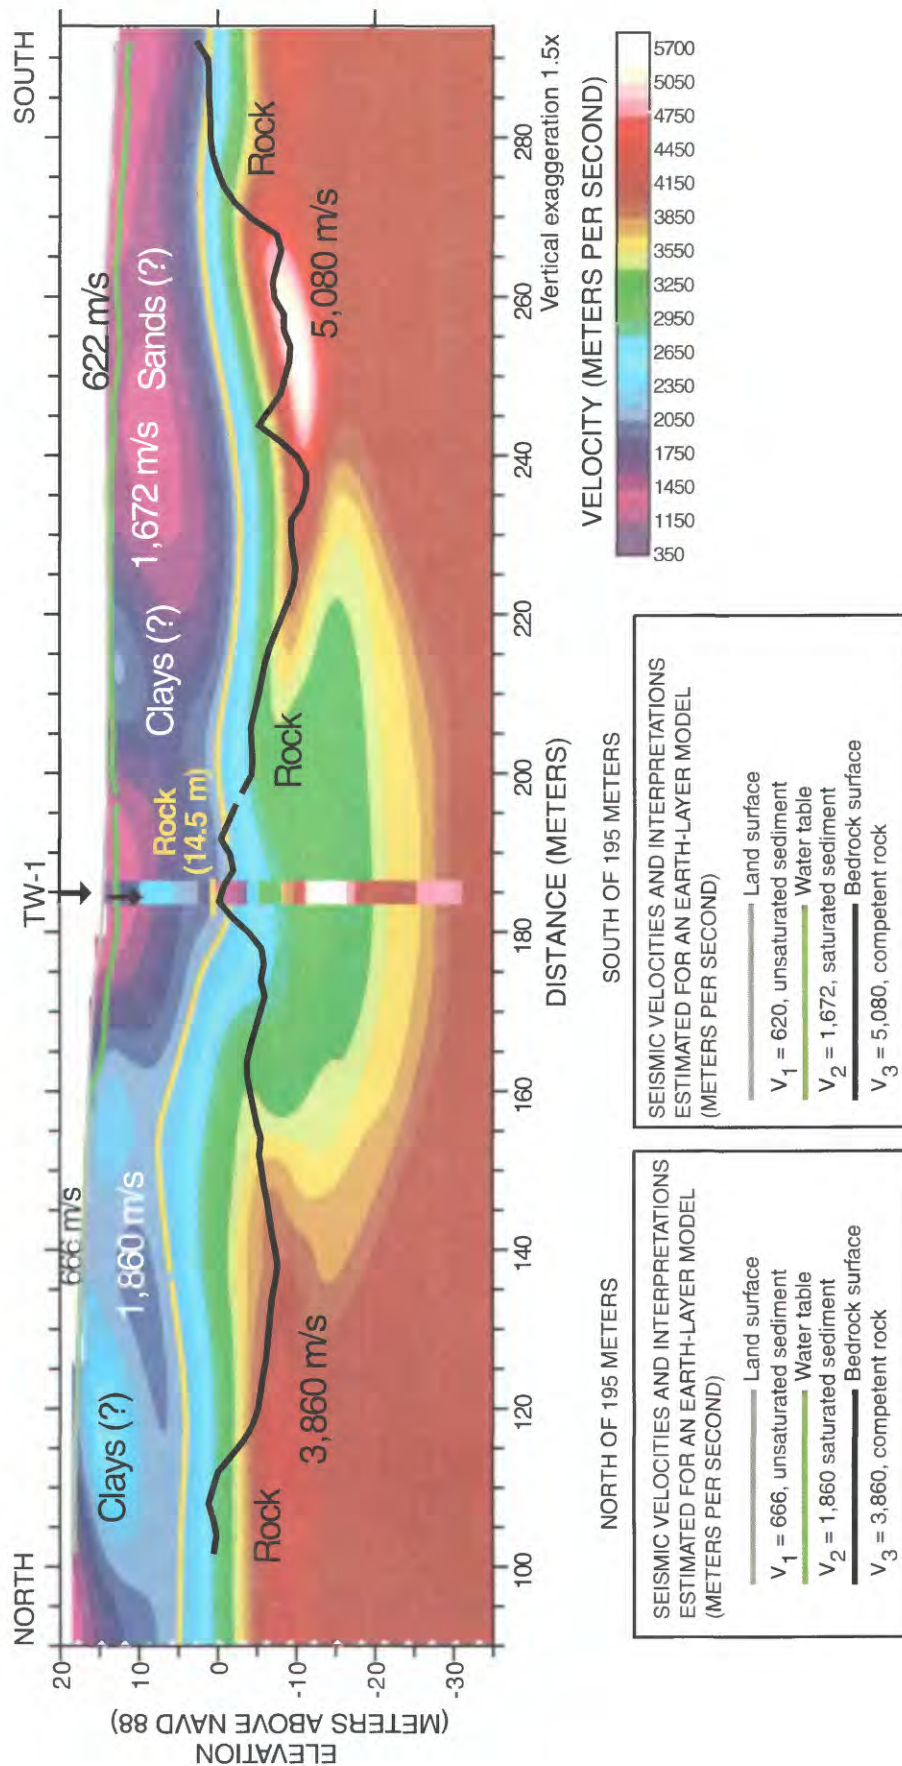 NORTH
SOUTH
TW-1
666 m/s
622 m/s
Clays (?)
1,860 m/s
Rock
(14.5 m)
Clays (?)
1,672 m/s
Sands (?)
Rock
3,860 m/s
Rock
Rock
5,080 m/s
ELEVATION
(METERS ABOVE NAVD 88)
20
10
0
-10
-20
-30
100
120
140
160
180
200
220
240
260
280
DISTANCE (METERS)
Vertical exaggeration 1.5x
VELOCITY (METERS PER SECOND)
350
1150
1450
1750
2050
2350
2650
2950
3250
3550
3850
4150
4450
4750
5050
5700
NORTH OF 195 METERS
SEISMIC VELOCITIES AND INTERPRETATIONS
ESTIMATED FOR AN EARTH-LAYER MODEL
(METERS PER SECOND)
Land surface
V1 = 666, unsaturated sediment
Water table
V2 = 1,860 saturated sediment
Bedrock surface
V3 = 3,860, competent rock
SOUTH OF 195 METERS
SEISMIC VELOCITIES AND INTERPRETATIONS
ESTIMATED FOR AN EARTH-LAYER MODEL
(METERS PER SECOND)
Land surface
V1 = 620, unsaturated sediment
Water table
V2 = 1,672, saturated sediment
Bedrock surface
V3 = 5,080, competent rock